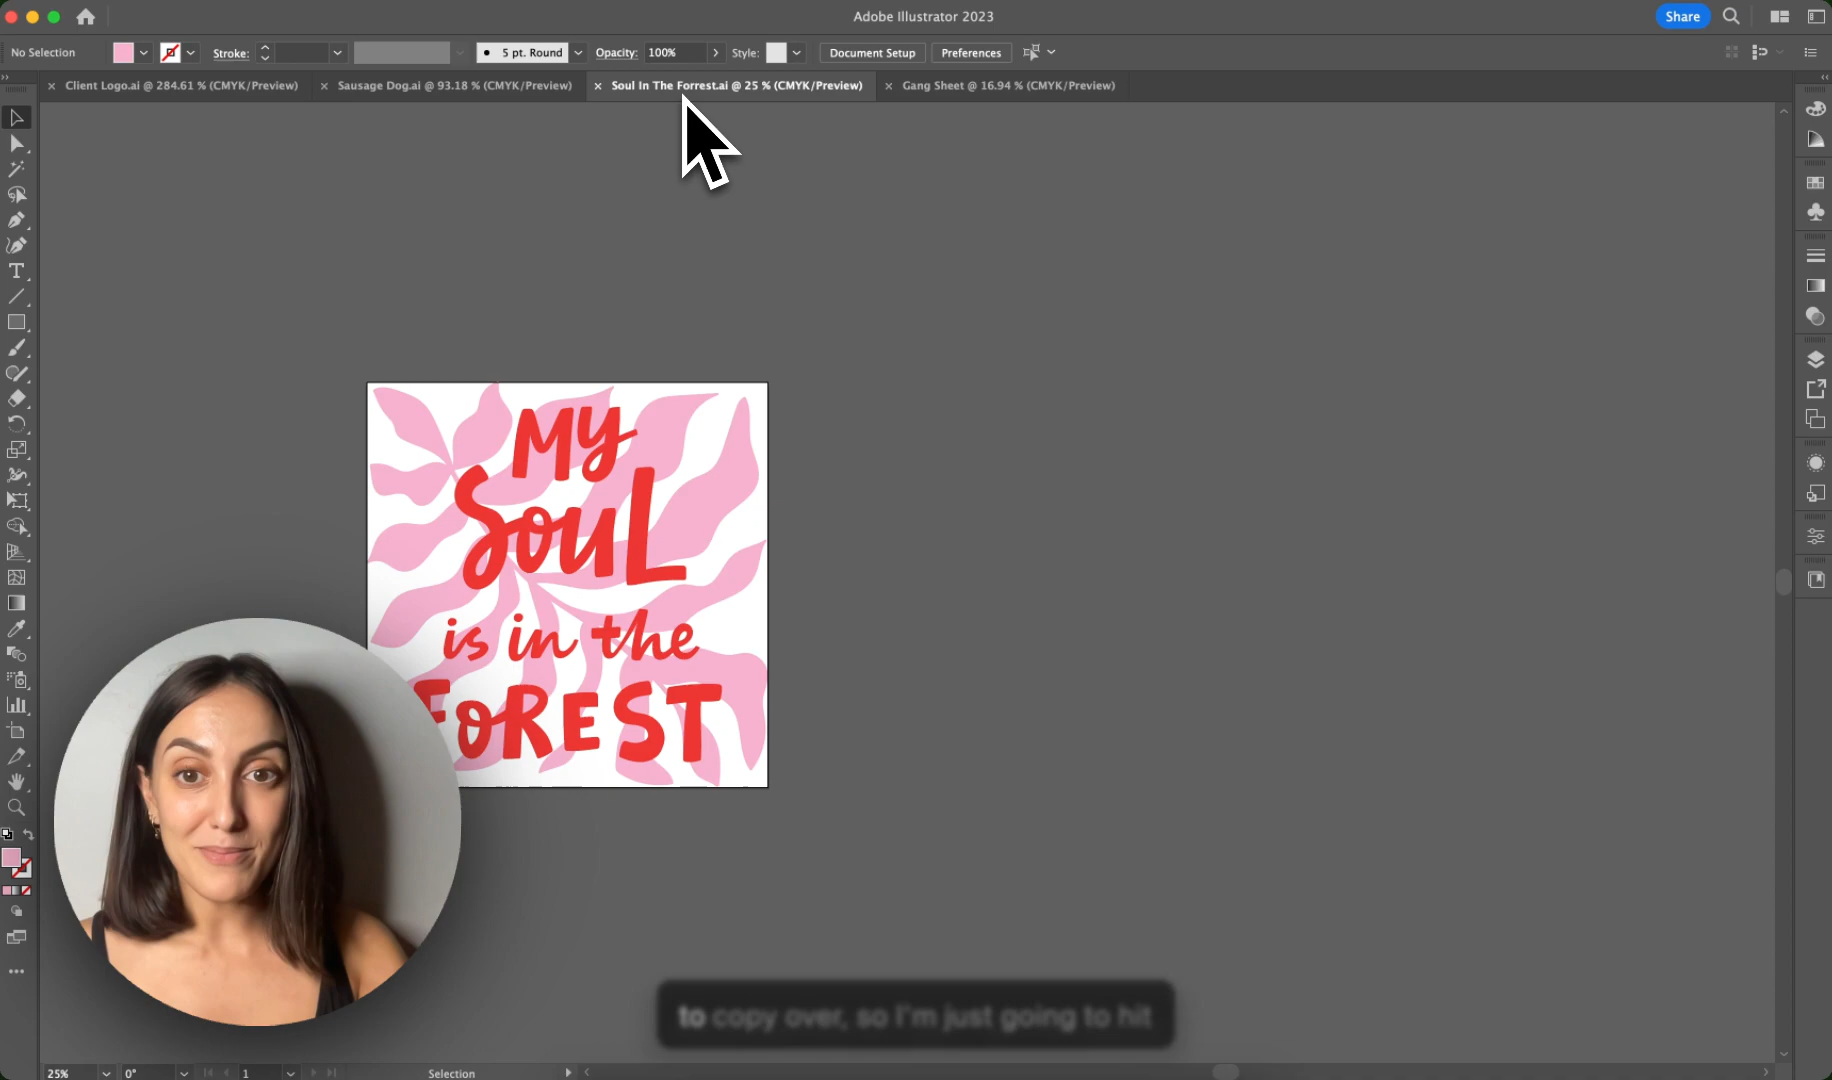 Adobe Illustrator 2023
Share
No Selection
Stroke:
5 pt. Round
Opacity: 100%
Style:
Document Setup
Preferences
Client Logo.ai @ 284.61 % (CMYK/Preview)
Sausage Dog.ai @ 93.18 % (CMYK/Preview)
Soul In The Forrest.ai @ 25 % (CMYK/Preview)
Gang Sheet @ 16.94 % (CMYK/Preview)
My
SouL
is in the
FoREST
to copy over, so I'm just going to hit
25%
0°
1
Selection